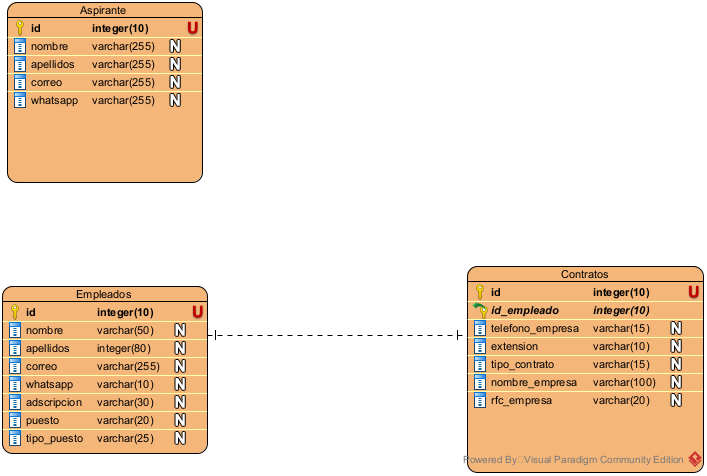 Aspirante
id integer(10) U
nombre varchar(255) N
apellidos varchar(255) N
correo varchar(255) N
whatsapp varchar(255) N
Empleados
id integer(10) U
nombre varchar(50) N
apellidos integer(80) N
correo varchar(255) N
whatsapp varchar(10) N
adscripcion varchar(30) N
puesto varchar(20) N
tipo_puesto varchar(25) N
Contratos
id integer(10) U
id_empleado integer(10)
telefono_empresa varchar(15) N
extension varchar(10) N
tipo_contrato varchar(15) N
nombre_empresa varchar(100) N
rfc_empresa varchar(20) N
Powered By Visual Paradigm Community Edition